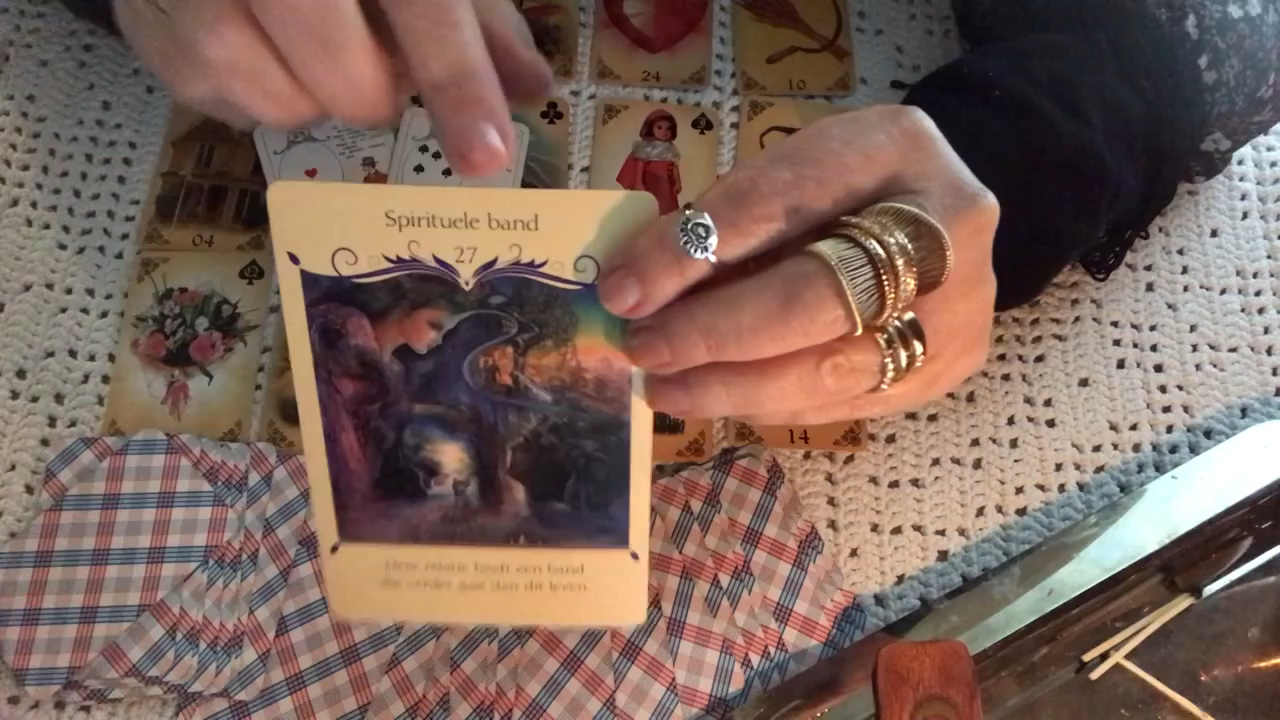 24
10
04
Spirituele band
27
14
Deze relatie heeft een band
die verder gaat dan dit leven.